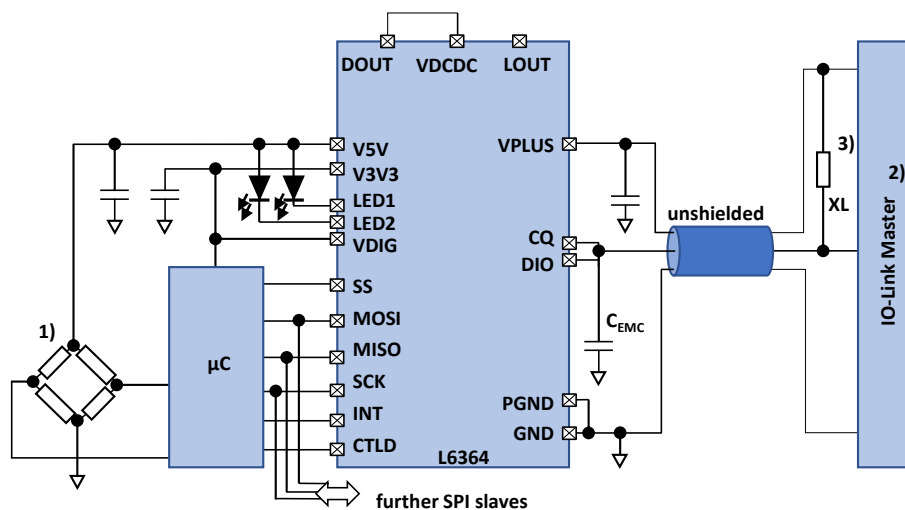 DOUT
VDCDC
LOUT
V5V
V3V3
LED1
LED2
VDIG
SS
MOSI
MISO
SCK
INT
CTLD
VPLUS
CQ
DIO
PGND
GND
L6364
µC
1)
CEMC
unshielded
3)
XL
2)
IO-Link Master
further SPI slaves